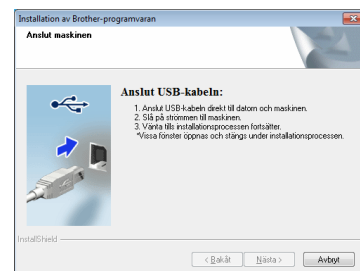 Installation av Brother-programvaran
Anslut maskinen
Anslut USB-kabeln:
1. Anslut USB-kabeln direkt till datorn och maskinen.
2. Slå på strömmen till maskinen.
3. Vänta tills installationsprocessen fortsätter.
*Vissa fönster öppnas och stängs under installationsprocessen.
InstallShield
< Bakåt Nästa > Avbryt